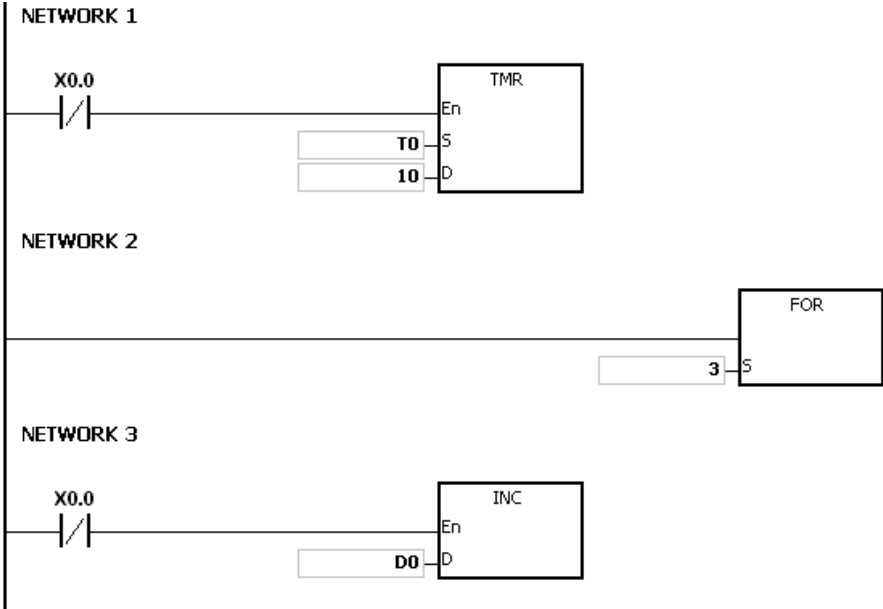 NETWORK 1
X0.0
TMR
En
T0 S
10 D
NETWORK 2
FOR
3 S
NETWORK 3
X0.0
INC
En
D0 D